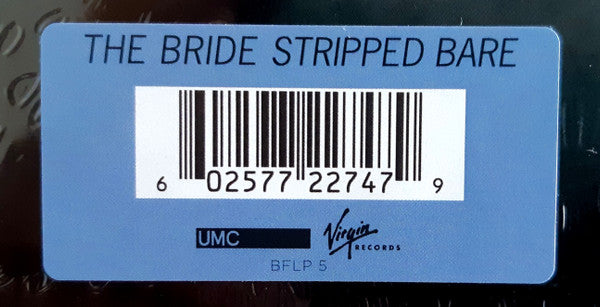 THE BRIDE STRIPPED BARE
6 02577 22747 9
UMC Virgin
RECORDS
BFLP 5